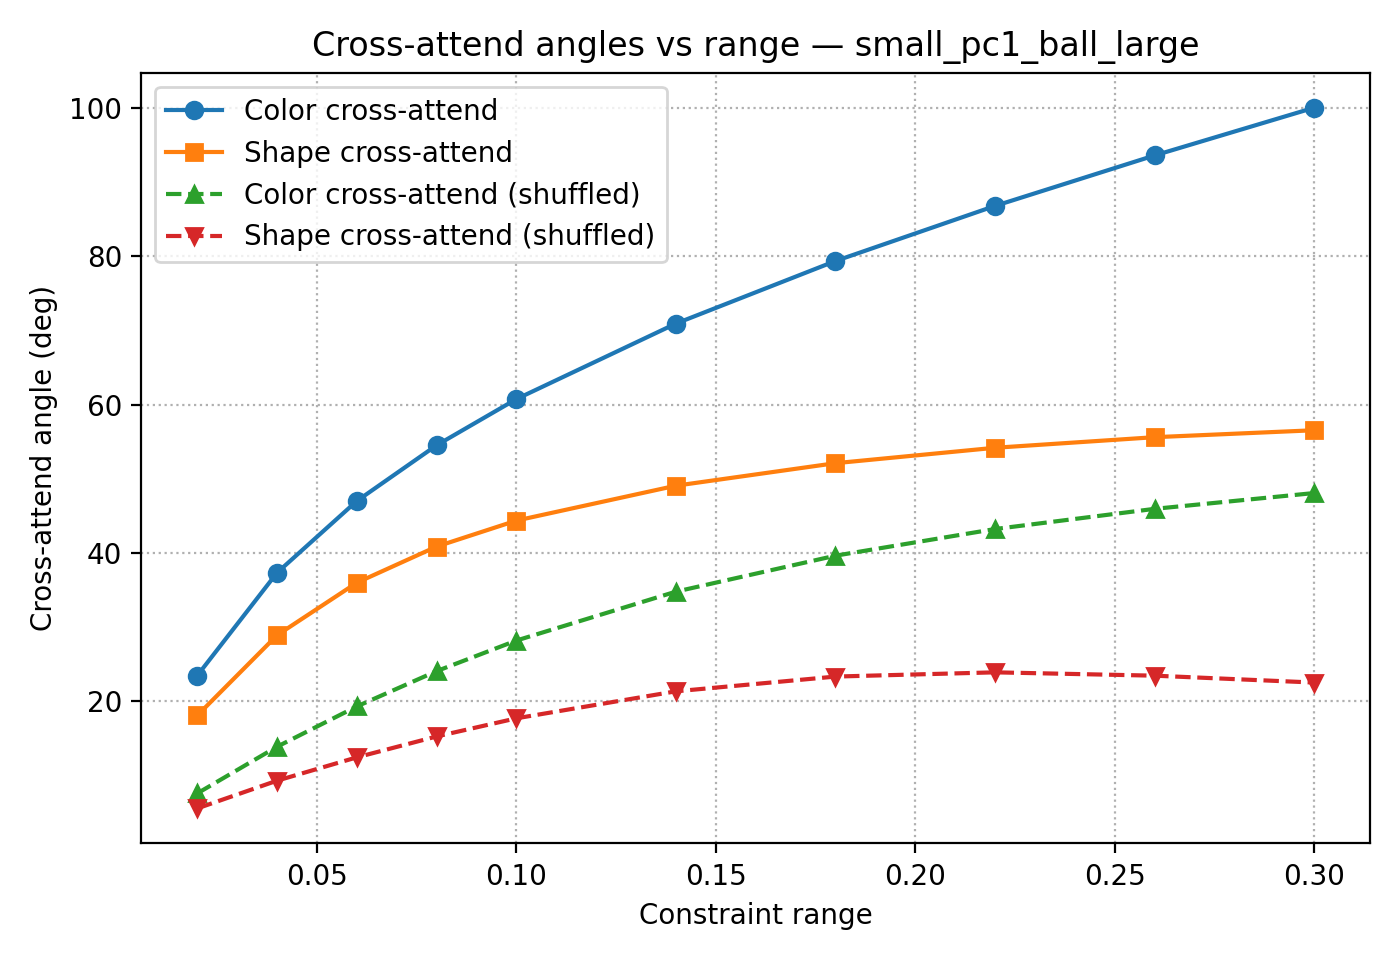 Cross-attend angles vs range — small_pc1_ball_large
Color cross-attend
Shape cross-attend
Color cross-attend (shuffled)
Shape cross-attend (shuffled)
Cross-attend angle (deg)
100
80
60
40
20
0.05 0.10 0.15 0.20 0.25 0.30
Constraint range